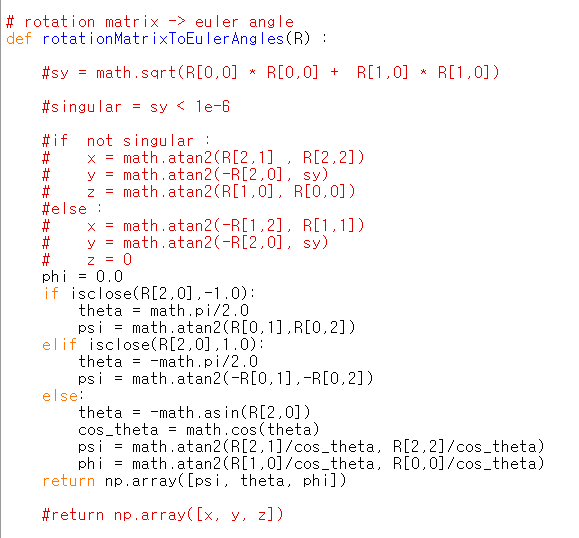 # rotation matrix -> euler angle
def rotationMatrixToEulerAngles(R) :
    #sy = math.sqrt(R[0,0] * R[0,0] +  R[1,0] * R[1,0])
    #singular = sy < 1e-6
    #if  not singular :
    #    x = math.atan2(R[2,1] , R[2,2])
    #    y = math.atan2(-R[2,0], sy)
    #    z = math.atan2(R[1,0], R[0,0])
    #else :
    #    x = math.atan2(-R[1,2], R[1,1])
    #    y = math.atan2(-R[2,0], sy)
    #    z = 0
    phi = 0.0
    if isclose(R[2,0],-1.0):
        theta = math.pi/2.0
        psi = math.atan2(R[0,1],R[0,2])
    elif isclose(R[2,0],1.0):
        theta = -math.pi/2.0
        psi = math.atan2(-R[0,1],-R[0,2])
    else:
        theta = -math.asin(R[2,0])
        cos_theta = math.cos(theta)
        psi = math.atan2(R[2,1]/cos_theta, R[2,2]/cos_theta)
        phi = math.atan2(R[1,0]/cos_theta, R[0,0]/cos_theta)
    return np.array([psi, theta, phi])
    #return np.array([x, y, z])